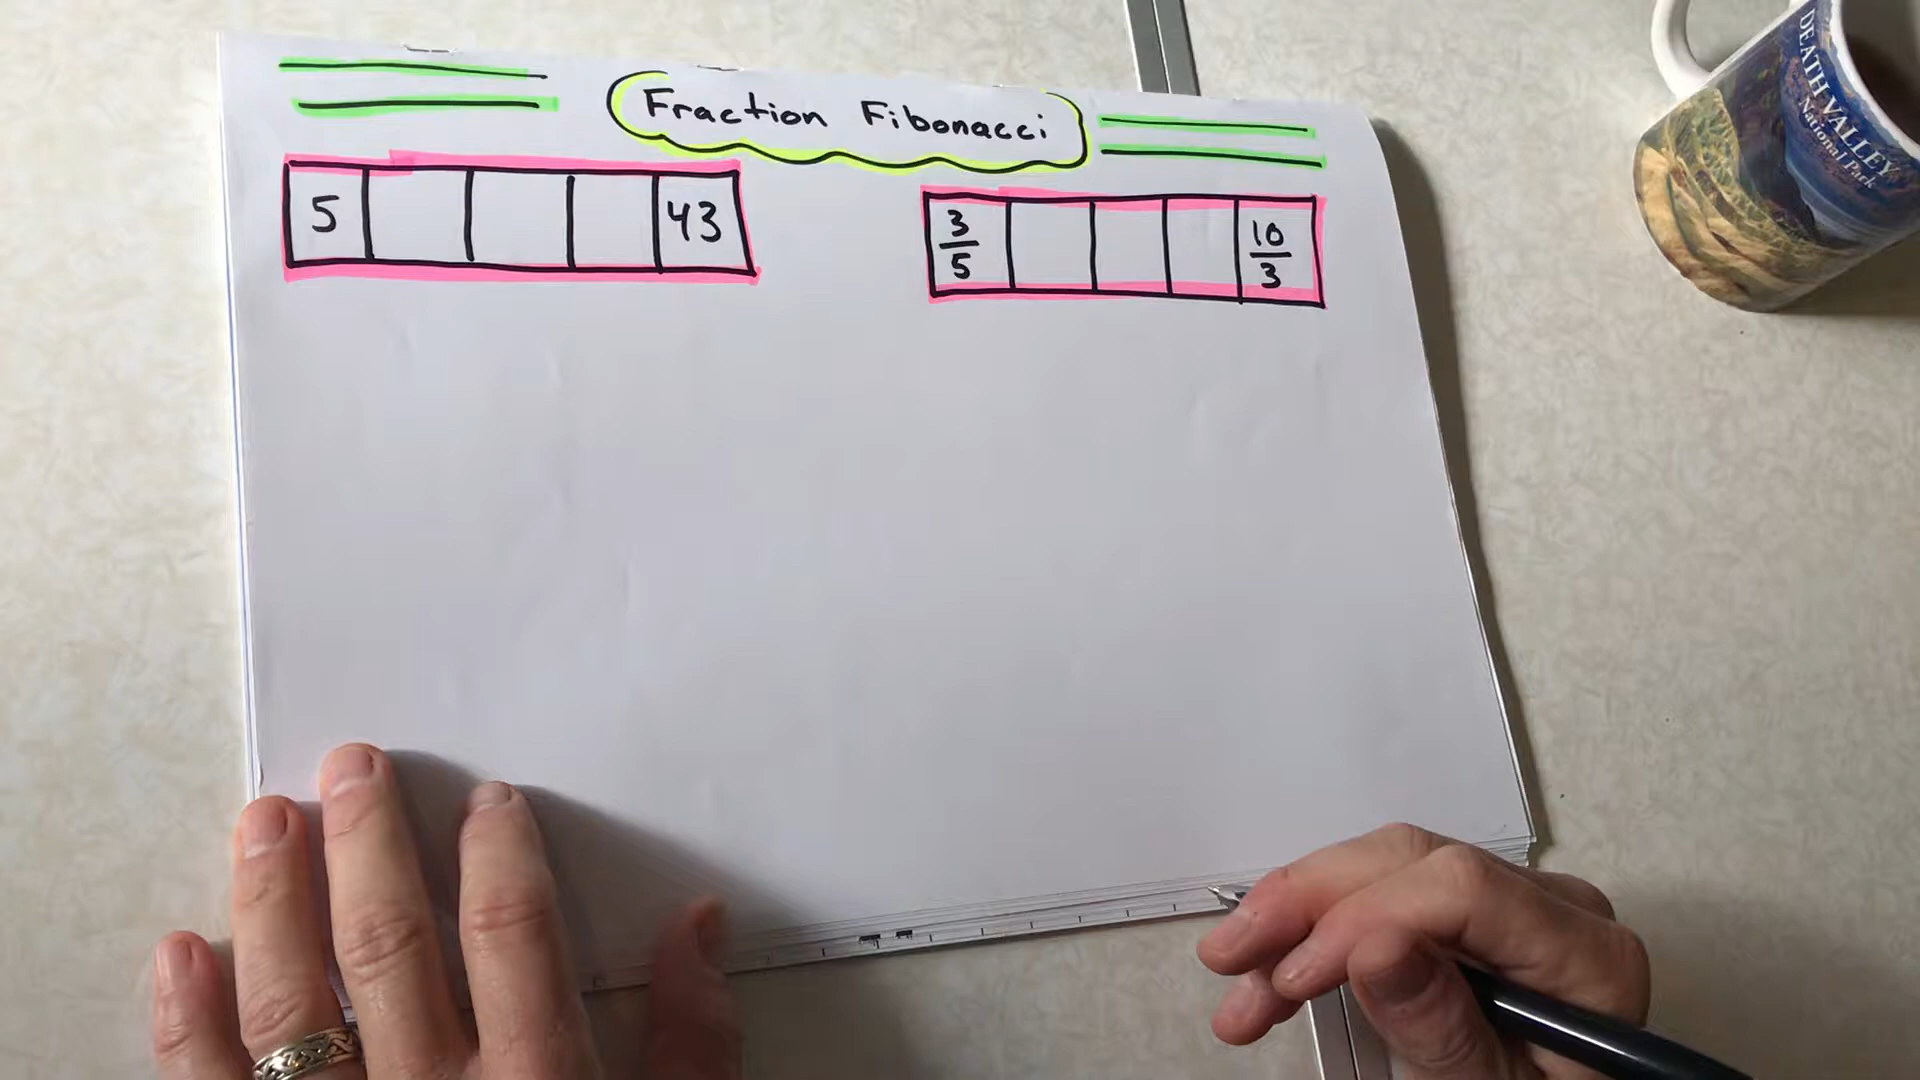 Fraction Fibonacci
5 43
3/5 10/3
DEATH VALLEY
National Park